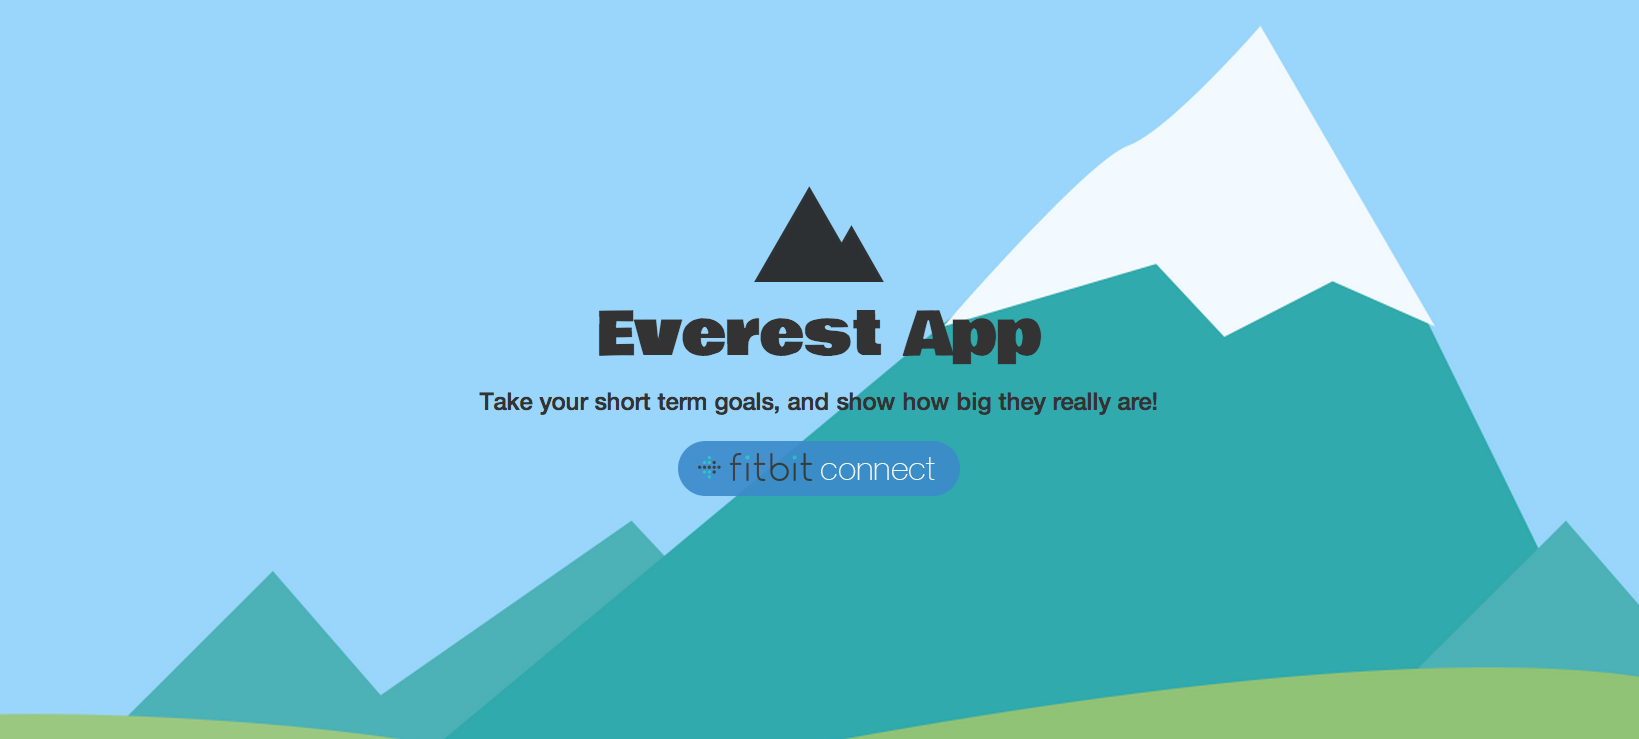 Everest App
Take your short term goals, and show how big they really are!
fitbit connect